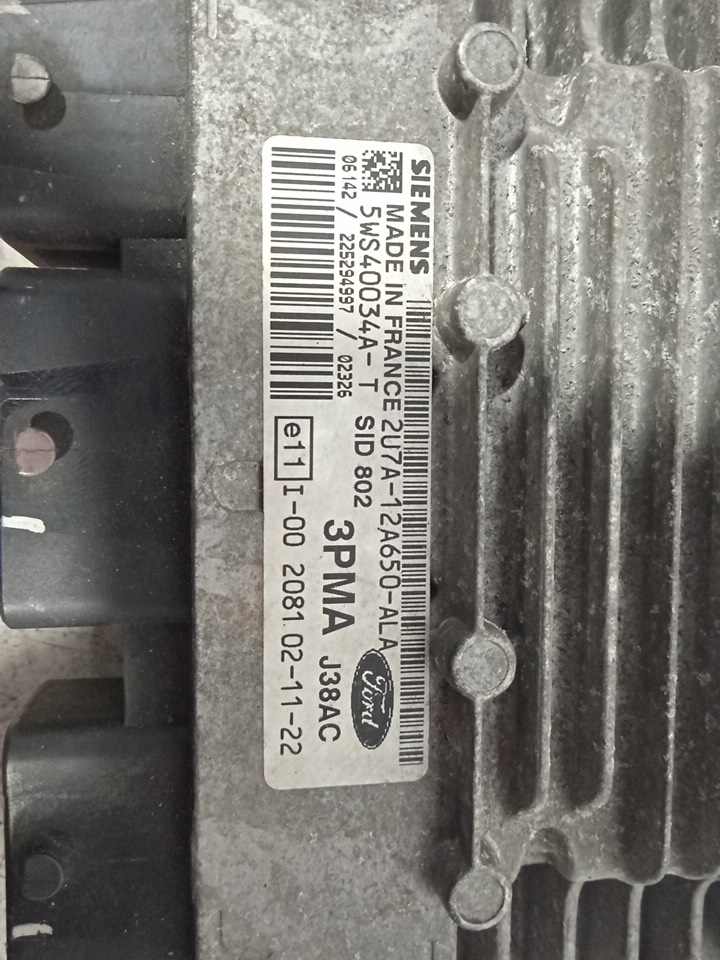 SIEMENS
MADE IN FRANCE 2U7A-12A650-ALA
5WS40034A-T SID 802 Ford
06142 / 225294997 / 02326 3PMA J38AC
e11 I-00 2081.02-11-22